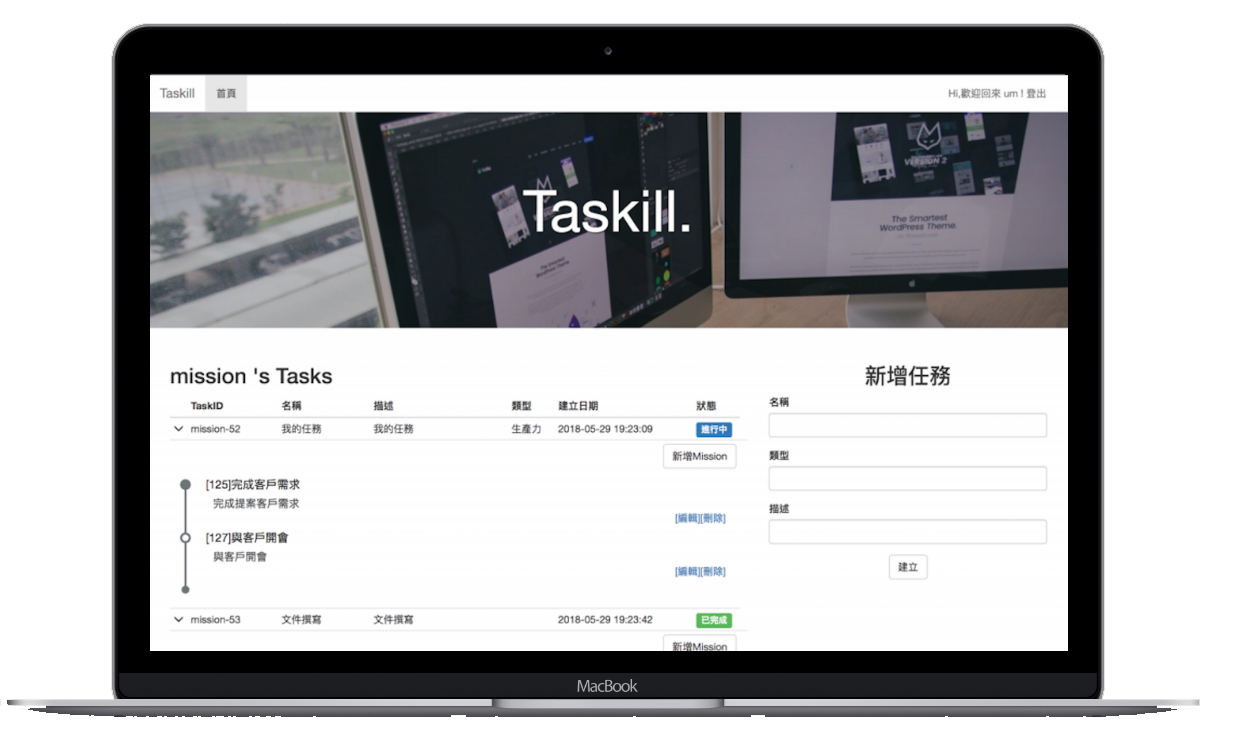 Taskill 首頁 Hi,歡迎回來 um ! 登出
VERSION 2
Taskill.
The Smartest
WordPress Theme.
mission 's Tasks
TaskID 名稱 描述 類型 建立日期 狀態
mission-52 我的任務 我的任務 生產力 2018-05-29 19:23:09 進行中
新增Mission
[125]完成客戶需求
完成提案客戶需求
[編輯][刪除]
[127]與客戶開會
與客戶開會
[編輯][刪除]
mission-53 文件撰寫 文件撰寫 2018-05-29 19:23:42 已完成
新增Mission
新增任務
名稱
類型
描述
建立
MacBook